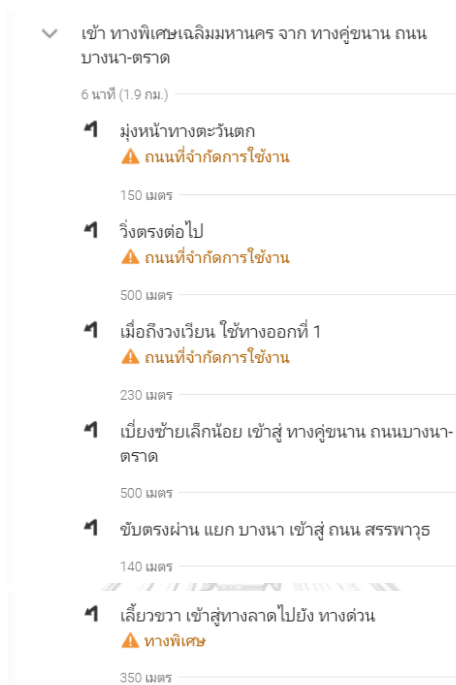 เข้า ทางพิเศษเฉลิมมหานคร จาก ทางคู่ขนาน ถนน
บางนา-ตราด
6 นาที (1.9 กม.)
มุ่งหน้าทางตะวันตก
ถนนที่จำกัดการใช้งาน
150 เมตร
วิ่งตรงต่อไป
ถนนที่จำกัดการใช้งาน
500 เมตร
เมื่อถึงวงเวียน ใช้ทางออกที่ 1
ถนนที่จำกัดการใช้งาน
230 เมตร
เบี่ยงซ้ายเล็กน้อย เข้าสู่ ทางคู่ขนาน ถนนบางนา-
ตราด
500 เมตร
ขับตรงผ่าน แยก บางนา เข้าสู่ ถนน สรรพาวุธ
140 เมตร
เลี้ยวขวา เข้าสู่ทางลาดไปยัง ทางด่วน
ทางพิเศษ
350 เมตร